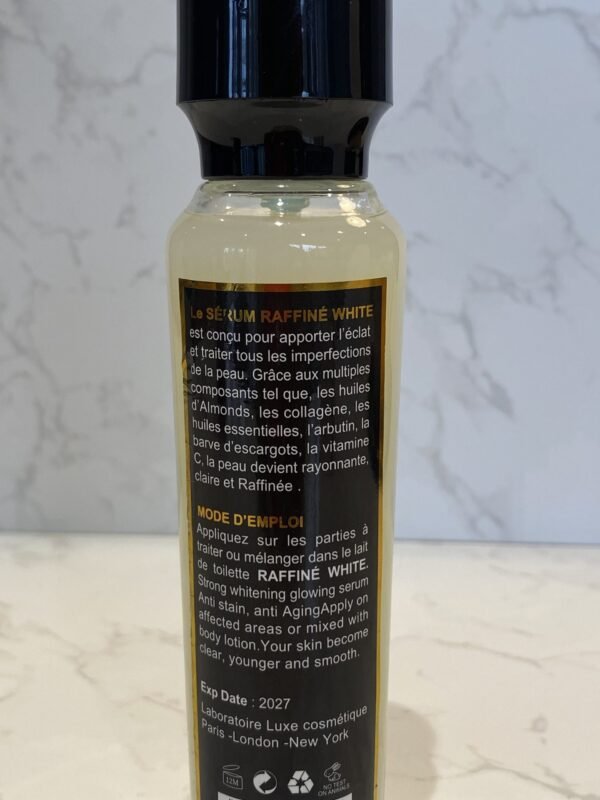 Le SÉRUM RAFFINÉ WHITE
est conçu pour apporter l'éclat
et traiter tous les imperfections
de la peau. Grâce aux multiples
composants tel que, les huiles
d'Almonds, les collagène, les
huiles essentielles, l'arbutin, la
barve d'escargots, la vitamine
C, la peau devient rayonnante,
claire et Raffinée .
MODE D'EMPLOI
Appliquez sur les parties à
traiter ou mélanger dans le lait
de toilette RAFFINÉ WHITE.
Strong whitening glowing serum
Anti stain, anti AgingApply on
affected areas or mixed with
body lotion.Your skin become
clear, younger and smooth.
Exp Date : 2027
Laboratoire Luxe cosmétique
Paris -London -New York
12M
NO TEST
ON ANIMALS